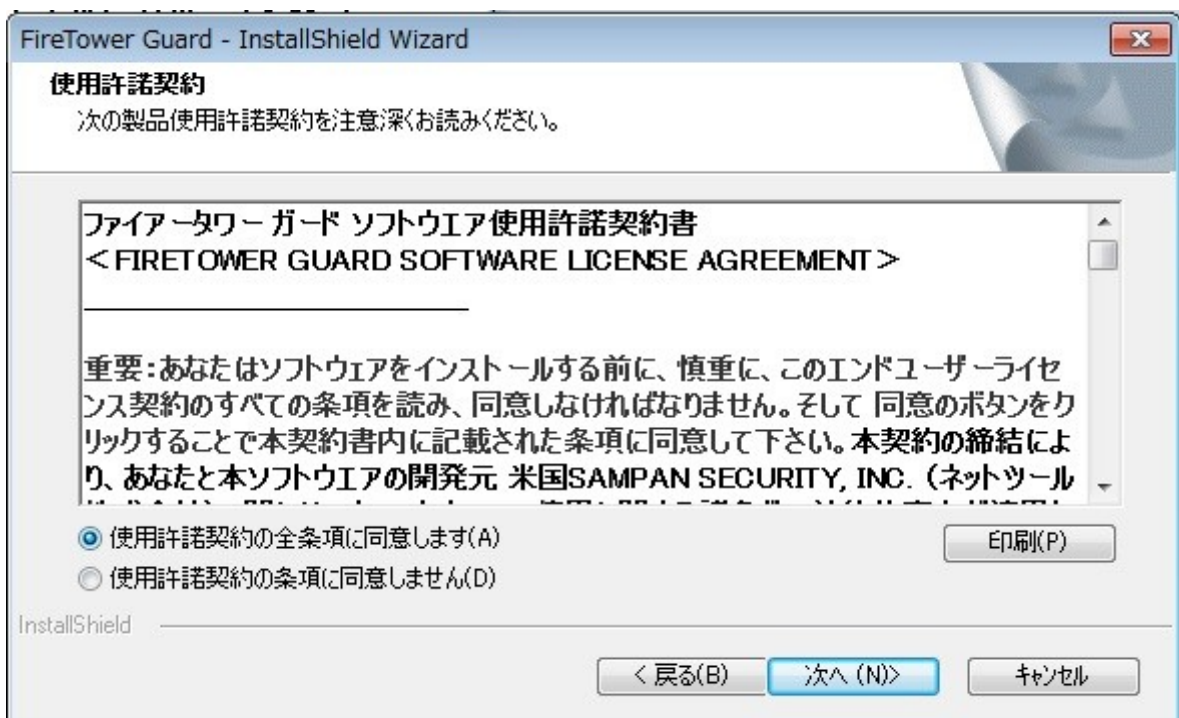 FireTower Guard - InstallShield Wizard
使用許諾契約
次の製品使用許諾契約を注意深くお読みください。
ファイアータワー ガード ソフトウエア使用許諾契約書
＜FIRETOWER GUARD SOFTWARE LICENSE AGREEMENT＞
重要：あなたはソフトウェアをインストールする前に、慎重に、このエンドユーザーライセ
ンス契約のすべての条項を読み、同意しなければなりません。そして 同意のボタンをク
リックすることで本契約書内に記載された条項に同意して下さい。本契約の締結によ
り、あなたと本ソフトウエアの開発元 米国SAMPAN SECURITY, INC.（ネットツール
使用許諾契約の全条項に同意します(A)
印刷(P)
使用許諾契約の条項に同意しません(D)
InstallShield
< 戻る(B)
次へ (N)>
キャンセル